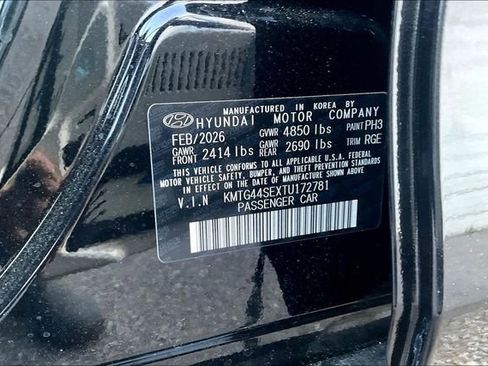 MANUFACTURED IN KOREA BY
HYUNDAI MOTOR COMPANY
FEB/2026 GVWR 4850 lbs PAINT PH3
GAWR FRONT 2414 lbs GAWR REAR 2690 lbs TRIM RGE
THIS VEHICLE CONFORMS TO ALL APPLICABLE U.S.A. FEDERAL
MOTOR VEHICLE SAFETY, BUMPER, AND THEFT PREVENTION STANDARDS
IN EFFECT ON THE DATE OF MANUFACTURE SHOWN ABOVE.
V.I.N KMTG44SEXTU172781
PASSENGER CAR